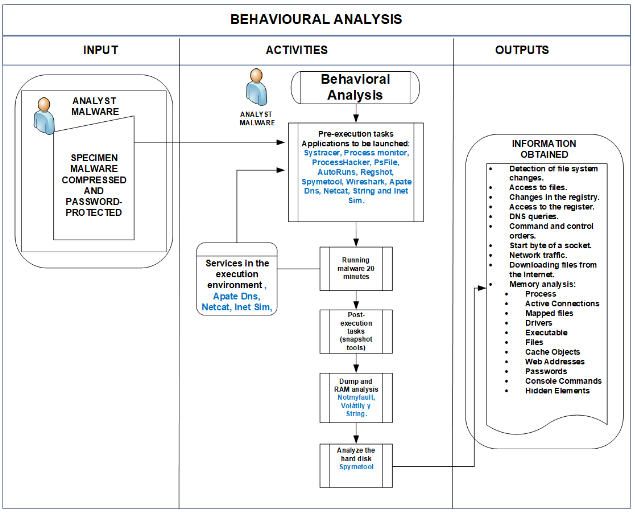 BEHAVIOURAL ANALYSIS
INPUT
ACTIVITIES
OUTPUTS
ANALYST
MALWARE
SPECIMEN
MALWARE
COMPRESSED
AND
PASSWORD-
PROTECTED
ANALYST
MALWARE
Behavioral
Analysis
Pre-execution tasks
Applications to be launched:
Systracer, Process monitor,
ProcessHacker, PsFile,
AutoRuns, Regshot,
Spymetool, Wireshark, Apate
Dns, Netcat, String and Inet
Sim.
Services in the
execution
environment ,
Apate Dns,
Netcat, Inet Sim,
Running
malware 20
minutes
Post-
execution
tasks
(snapshot
tools)
Dump and
RAM analysis
Notmyfault,
Volátily y
String.
Analyze the
hard disk
Spymetool
INFORMATION
OBTAINED
• Detection of file system
changes.
• Access to files.
• Changes in the registry.
• Access to the register.
• DNS queries.
• Command and control
orders.
• Start byte of a socket.
• Network traffic.
• Downloading files from
the Internet.
• Memory analysis:
• Process
• Active Connections
• Mapped files
• Drivers
• Executable
• Files
• Cache Objects
• Web Addresses
• Passwords
• Console Commands
• Hidden Elements